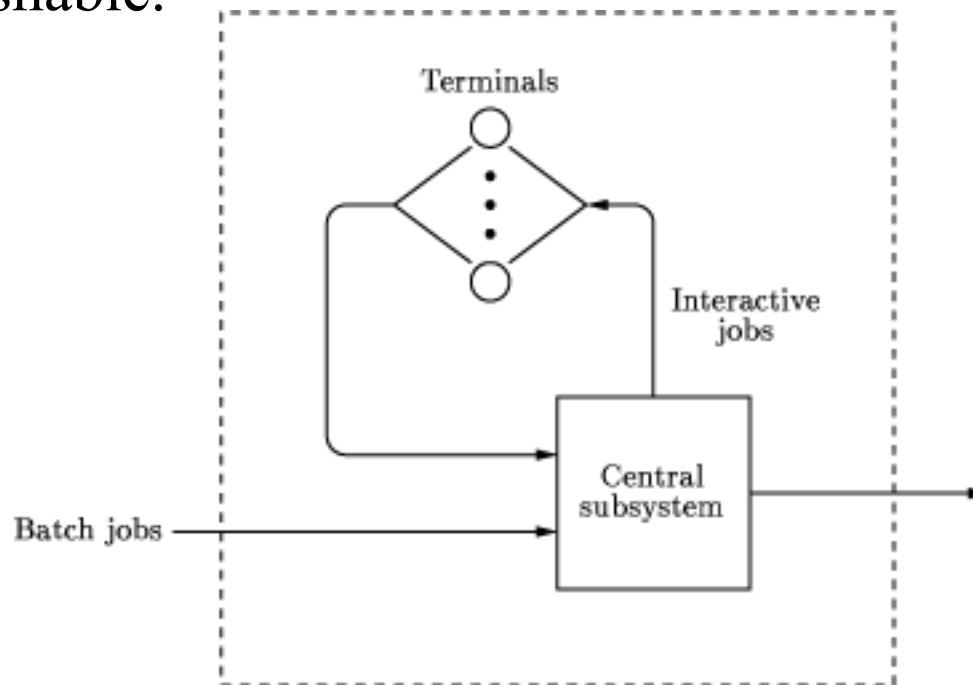 Terminals
Interactive
jobs
Central
subsystem
Batch jobs